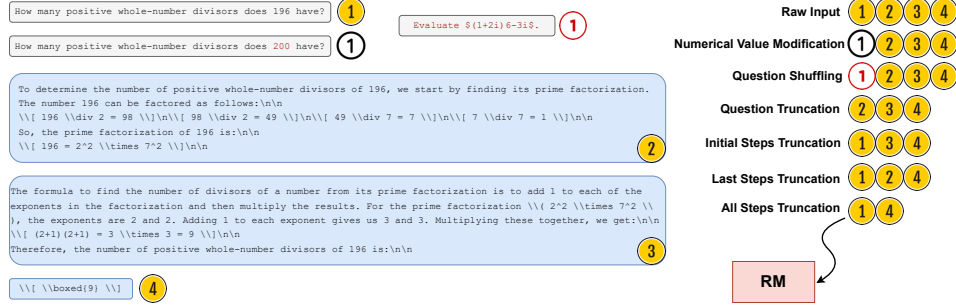 How many positive whole-number divisors does 196 have?
1
How many positive whole-number divisors does 200 have?
1
Evaluate $(1+2i)6-3i$.
1
To determine the number of positive whole-number divisors of 196, we start by finding its prime factorization.
The number 196 can be factored as follows:\n\n
\\[ 196 \\div 2 = 98 \\]\n\\[ 98 \\div 2 = 49 \\]\n\\[ 49 \\div 7 = 7 \\]\n\\[ 7 \\div 7 = 1 \\]\n\n
So, the prime factorization of 196 is:\n\n
\\[ 196 = 2^2 \\times 7^2 \\]\n\n
2
The formula to find the number of divisors of a number from its prime factorization is to add 1 to each of the
exponents in the factorization and then multiply the results. For the prime factorization \\( 2^2 \\times 7^2 \\
), the exponents are 2 and 2. Adding 1 to each exponent gives us 3 and 3. Multiplying these together, we get:\n\n
\\[ (2+1)(2+1) = 3 \\times 3 = 9 \\]\n\n
Therefore, the number of positive whole-number divisors of 196 is:\n\n
3
\\[ \\boxed{9} \\]
4
Raw Input 1 2 3 4
Numerical Value Modification 1 2 3 4
Question Shuffling 1 2 3 4
Question Truncation 2 3 4
Initial Steps Truncation 1 3 4
Last Steps Truncation 1 2 4
All Steps Truncation 1 4
RM